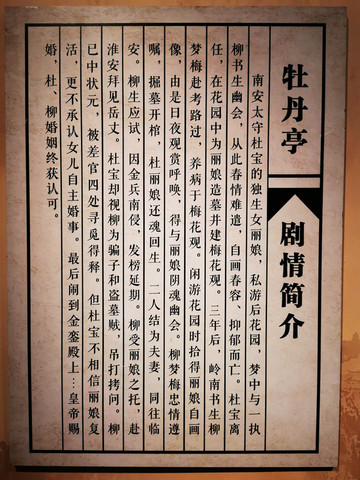 牡丹亭
剧情简介
南安太守杜宝的独生女丽娘，私游后花园，梦中与一执
柳书生幽会，从此春情难遣，自画春容、抑郁而亡。杜宝离
任，在花园中为丽娘造墓并建梅花观。三年后，岭南书生柳
梦梅赴考路过，养病于梅花观。闲游花园时拾得丽娘自画
像，由是日夜观赏呼唤，得与丽娘阴魂幽会。柳梦梅忠情遵
嘱，掘墓开棺，杜丽娘还魂回生。二人结为夫妻，同往临
安。柳生应试，因金兵南侵，发榜延期。柳受丽娘之托，赴
淮安拜见岳丈。杜宝却视柳为骗子和盗墓贼，吊打拷问。柳
已中状元，被差官四处寻觅得释。但杜宝不相信丽娘复
活，更不承认女儿自主婚事。最后闹到金銮殿上…皇帝赐
婚，杜、柳婚姻终获认可。